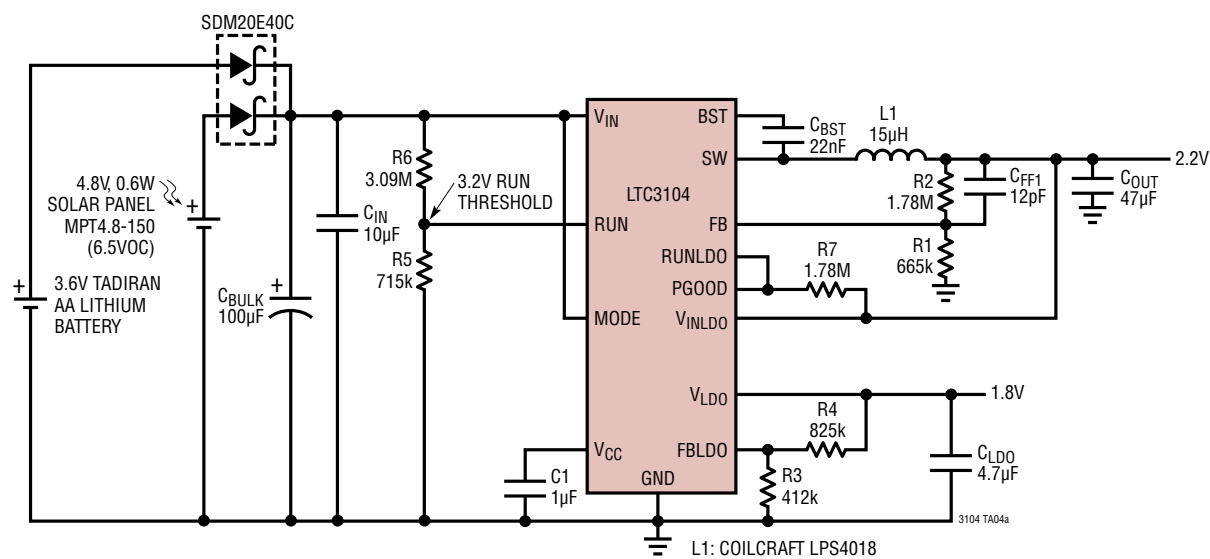 SDM20E40C
4.8V, 0.6W
SOLAR PANEL
MPT4.8-150
(6.5VOC)
+
3.6V TADIRAN
AA LITHIUM
BATTERY
+
CBULK
100µF
+
CIN
10µF
R6
3.09M
3.2V RUN
THRESHOLD
R5
715k
C1
1µF
VIN
RUN
MODE
VCC
LTC3104
GND
BST
SW
FB
RUNLDO
PGOOD
VINLDO
VLDO
FBLDO
CBST
22nF
L1
15µH
2.2V
R2
1.78M
CFF1
12pF
COUT
47µF
R1
665k
R7
1.78M
1.8V
R4
825k
R3
412k
CLDO
4.7µF
3104 TA04a
L1: COILCRAFT LPS4018